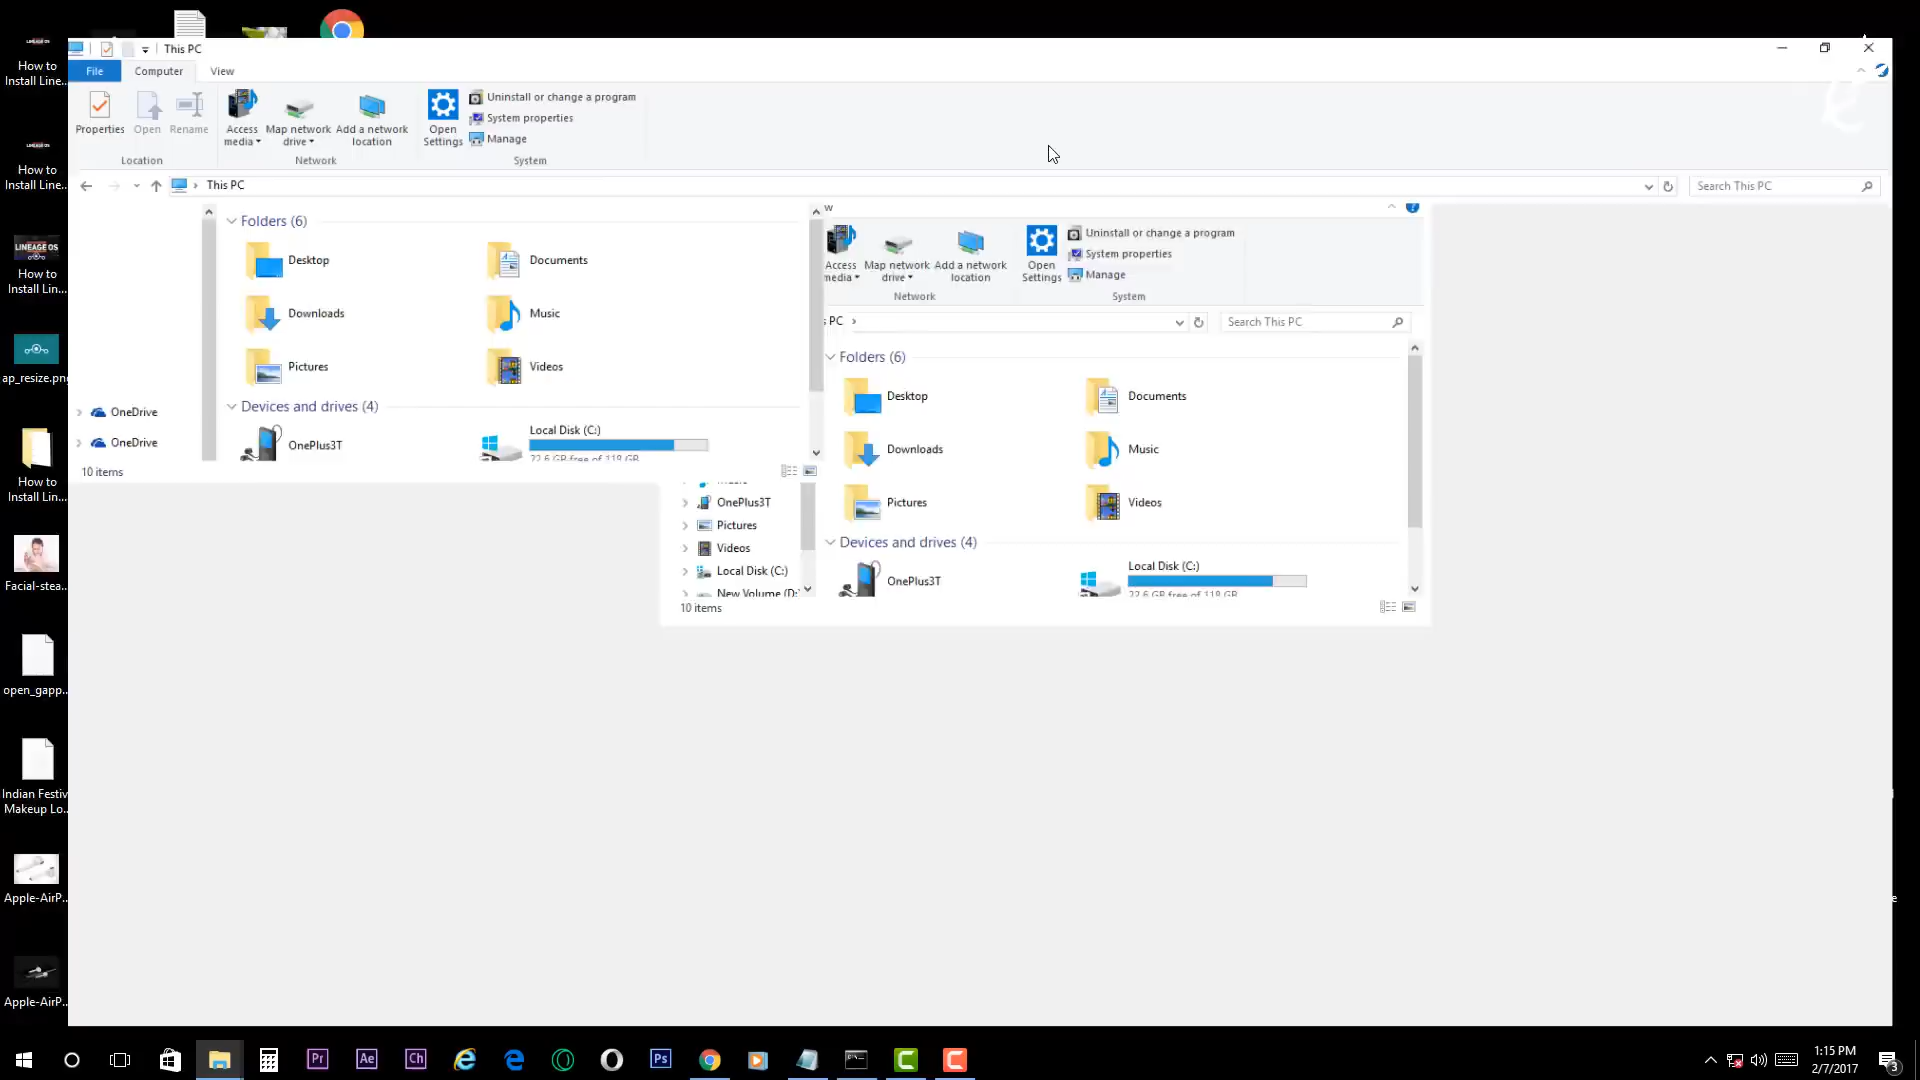 This PC
File
Computer
View
Properties
Open
Rename
Access
media
Map network
drive
Add a network
location
Open
Settings
Uninstall or change a program
System properties
Manage
Location
Network
System
This PC
Search This PC
Folders (6)
Desktop
Documents
Downloads
Music
Pictures
Videos
Devices and drives (4)
OnePlus3T
Local Disk (C:)
22.6 GB free of 118 GB
OneDrive
OneDrive
10 items
w
Access
media
Map network
drive
Add a network
location
Open
Settings
Uninstall or change a program
System properties
Manage
Network
System
PC
Search This PC
Folders (6)
Desktop
Documents
Downloads
Music
Pictures
Videos
Devices and drives (4)
OnePlus3T
Local Disk (C:)
22.6 GB free of 118 GB
OnePlus3T
Pictures
Videos
Local Disk (C:)
New Volume (D:
10 items
How to
Install Line...
How to
Install Line...
LINEAGE OS
How to
Install Lin...
ap_resize.png
How to
Install Lin...
Facial-stea...
open_gapp...
Indian Festiv
Makeup Lo...
Apple-AirP...
Apple-AirP...
Pr
Ae
Ch
Ps
1:15 PM
2/7/2017
3